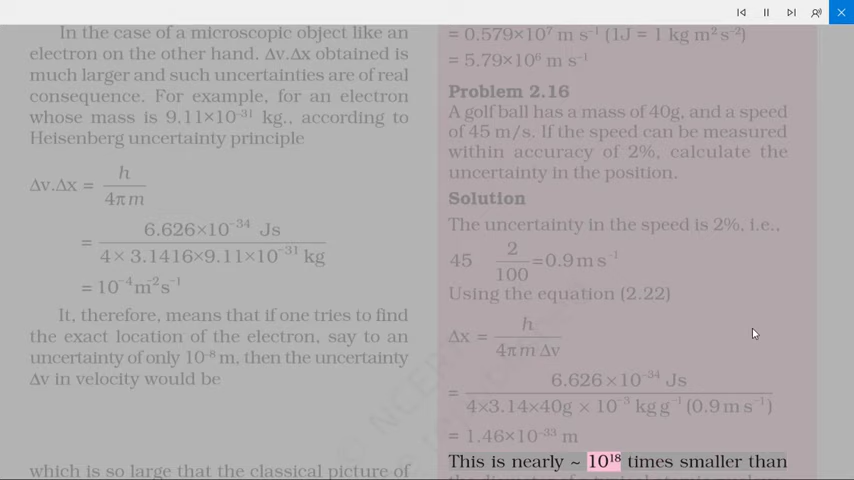 In the case of a microscopic object like an
electron on the other hand. Δv.Δx obtained is
much larger and such uncertainties are of real
consequence. For example, for an electron
whose mass is 9.11×10⁻³¹ kg., according to
Heisenberg uncertainty principle
Δv.Δx = h / 4πm
= 6.626×10⁻³⁴ Js / 4× 3.1416×9.11×10⁻³¹ kg
= 10⁻⁴m⁻²s⁻¹
It, therefore, means that if one tries to find
the exact location of the electron, say to an
uncertainty of only 10⁻⁸ m, then the uncertainty
Δv in velocity would be
which is so large that the classical picture of
= 0.579×10⁷ m s⁻¹ (1J = 1 kg m² s⁻²)
= 5.79×10⁶ m s⁻¹
Problem 2.16
A golf ball has a mass of 40g, and a speed
of 45 m/s. If the speed can be measured
within accuracy of 2%, calculate the
uncertainty in the position.
Solution
The uncertainty in the speed is 2%, i.e.,
45 2/100 =0.9 m s⁻¹
Using the equation (2.22)
Δx = h / 4πm Δv
= 6.626×10⁻³⁴ Js / 4×3.14×40g × 10⁻³ kg g⁻¹ (0.9 m s⁻¹)
= 1.46×10⁻³³ m
This is nearly ~ 10¹⁸ times smaller than